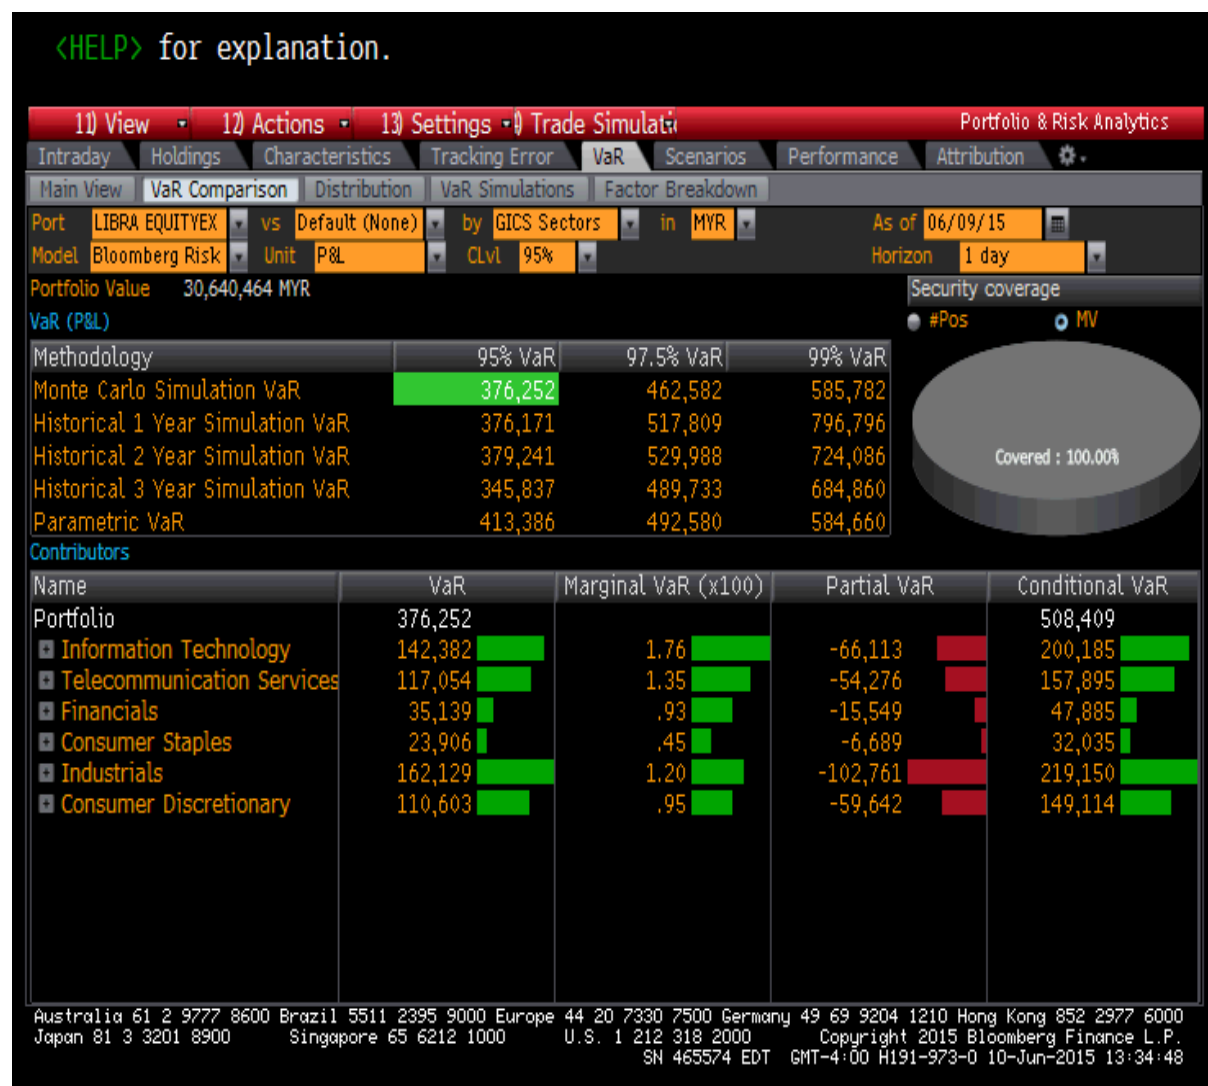 <HELP> for explanation.
11) View 12) Actions 13) Settings ) Trade Simulati Portfolio & Risk Analytics
Intraday Holdings Characteristics Tracking Error VaR Scenarios Performance Attribution
Main View VaR Comparison Distribution VaR Simulations Factor Breakdown
Port LIBRA EQUITYEX vs Default (None) by GICS Sectors in MYR As of 06/09/15
Model Bloomberg Risk Unit P&L CLvl 95% Horizon 1 day
Portfolio Value 30,640,464 MYR Security coverage
VaR (P&L) #Pos MV
Methodology 95% VaR 97.5% VaR 99% VaR
Monte Carlo Simulation VaR 376,252 462,582 585,782
Historical 1 Year Simulation VaR 376,171 517,809 796,796
Historical 2 Year Simulation VaR 379,241 529,988 724,086
Covered : 100.00%
Historical 3 Year Simulation VaR 345,837 489,733 684,860
Parametric VaR 413,386 492,580 584,660
Contributors
Name VaR Marginal VaR (x100) Partial VaR Conditional VaR
Portfolio 376,252 508,409
Information Technology 142,382 1.76 -66,113 200,185
Telecommunication Services 117,054 1.35 -54,276 157,895
Financials 35,139 .93 -15,549 47,885
Consumer Staples 23,906 .45 -6,689 32,035
Industrials 162,129 1.20 -102,761 219,150
Consumer Discretionary 110,603 .95 -59,642 149,114
Australia 61 2 9777 8600 Brazil 5511 2395 9000 Europe 44 20 7330 7500 Germany 49 69 9204 1210 Hong Kong 852 2977 6000
Japan 81 3 3201 8900 Singapore 65 6212 1000 U.S. 1 212 318 2000 Copyright 2015 Bloomberg Finance L.P.
SN 465574 EDT GMT-4:00 H191-973-0 10-Jun-2015 13:34:48